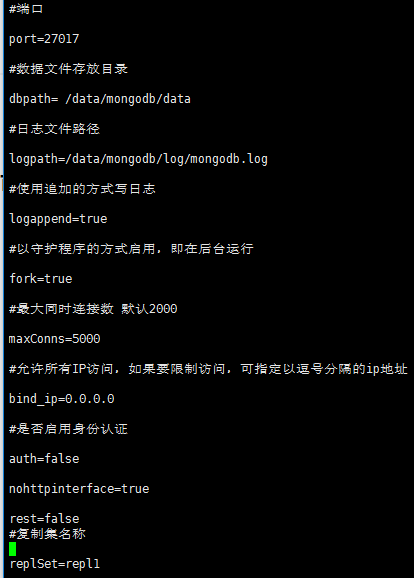 #端口
port=27017
#数据文件存放目录
dbpath= /data/mongodb/data
#日志文件路径
logpath=/data/mongodb/log/mongodb.log
#使用追加的方式写日志
logappend=true
#以守护程序的方式启用，即在后台运行
fork=true
#最大同时连接数 默认2000
maxConns=5000
#允许所有IP访问，如果要限制访问，可指定以逗号分隔的ip地址
bind_ip=0.0.0.0
#是否启用身份认证
auth=false
nohttpinterface=true
rest=false
#复制集名称
replSet=repl1